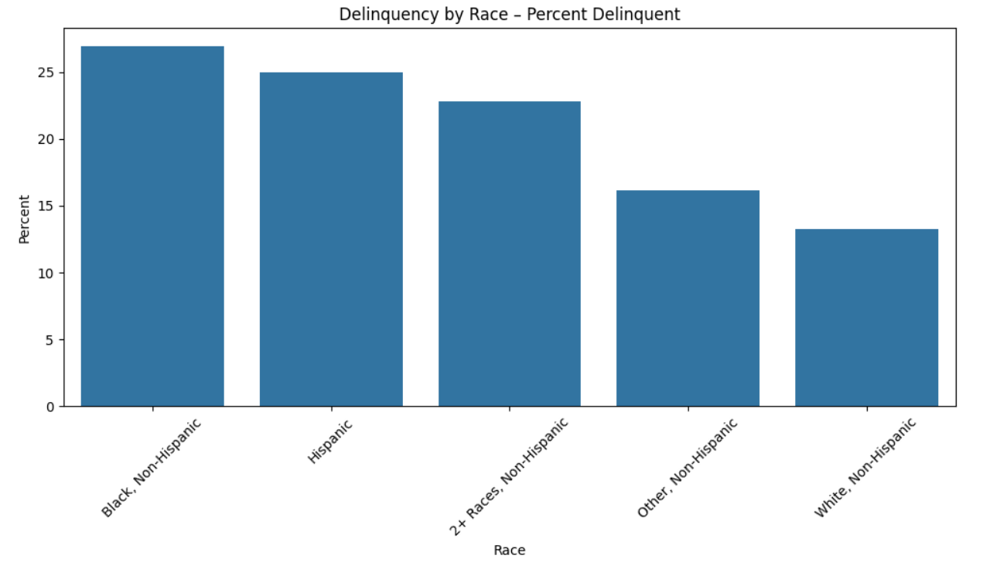 Delinquency by Race – Percent Delinquent
Percent
25
20
15
10
5
0
Black, Non-Hispanic
Hispanic
2+ Races, Non-Hispanic
Other, Non-Hispanic
White, Non-Hispanic
Race